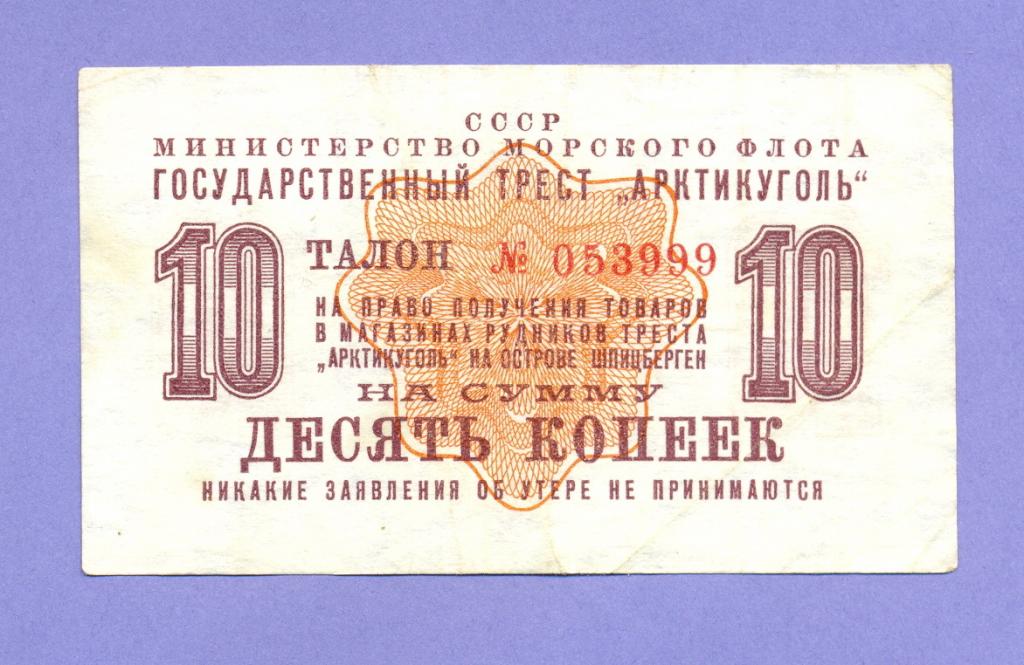 СССР
МИНИСТЕРСТВО МОРСКОГО ФЛОТА
ГОСУДАРСТВЕННЫЙ ТРЕСТ „АРКТИКУГОЛЬ“
10 ТАЛОН № 053999 10
НА ПРАВО ПОЛУЧЕНИЯ ТОВАРОВ
В МАГАЗИНАХ РУДНИКОВ ТРЕСТА
„АРКТИКУГОЛЬ“ НА ОСТРОВЕ ШПИЦБЕРГЕН
НА СУММУ
ДЕСЯТЬ КОПЕЕК
НИКАКИЕ ЗАЯВЛЕНИЯ ОБ УТЕРЕ НЕ ПРИНИМАЮТСЯ